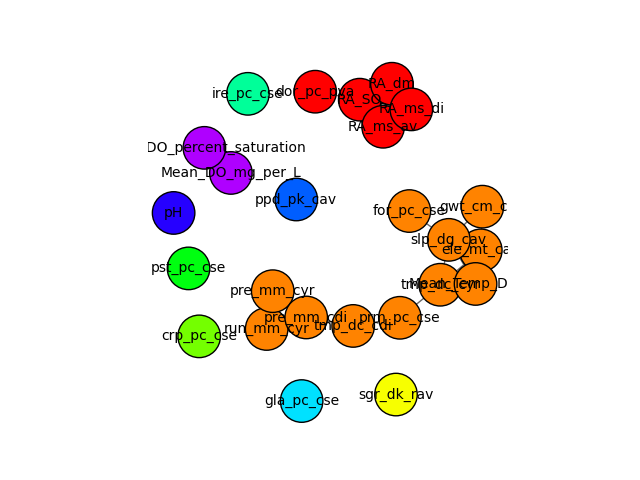 ire_pc_cse
dor_pc_pva
RA_dm
RA_SO
RA_ms_di
RA_ms_av
DO_percent_saturation
Mean_DO_mg_per_L
ppd_pk_cav
pH
for_pc_cse
gwt_cm_c
slp_dg_cav
ele_mt_ca
pst_pc_cse
tmp_dc_cyr
Mean_Temp_D
pre_mm_cyr
pre_mm_cdi
prm_pc_cse
run_mm_cyr
tmp_dc_cdi
crp_pc_cse
gla_pc_cse
sgr_dk_rav